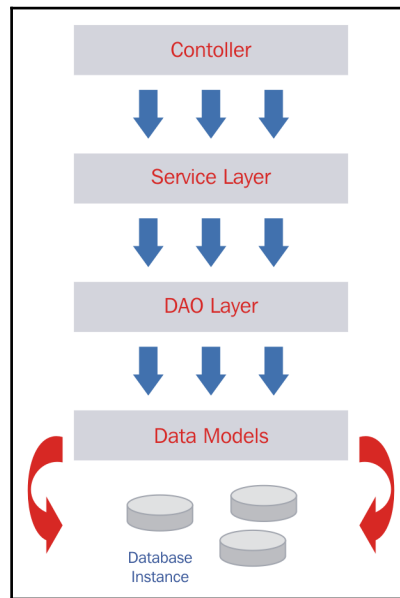 Contoller
Service Layer
DAO Layer
Data Models
Database
Instance